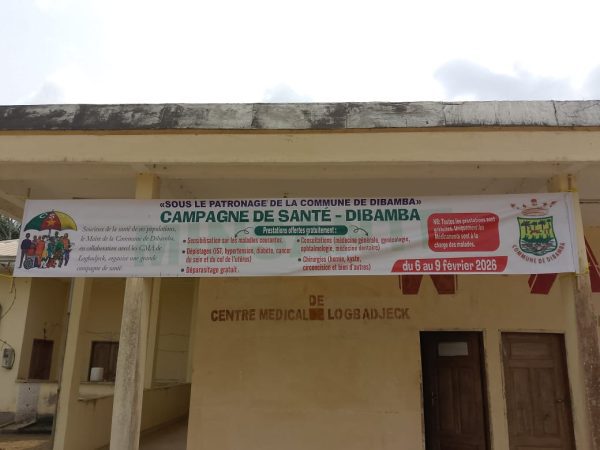 «SOUS LE PATRONAGE DE LA COMMUNE DE DIBAMBA»
CAMPAGNE DE SANTÉ - DIBAMBA
Soucieux de la santé de ses populations,
le Maire de la Commune de Dibamba,
en collaboration avec les CMA de
Logbadjeck, organise une grande
campagne de santé
Prestations offertes gratuitement :
• Sensibilisation sur les maladies courantes,
• Dépistages (IST, hypertension, diabète, cancer
du sein et du col de l'utérus)
• Déparasitage gratuit.
• Consultations (médecine générale, gynécologie,
ophtalmologie, médecine dentaire)
• Chirurgies (hernie, kyste,
circoncision et bien d'autres)
NB: Toutes les prestations sont
gratuites. Uniquement les
médicaments sont à la
charge des malades.
du 6 au 9 février 2026
COMMUNE DE DIBAMBA
DE
CENTRE MEDICAL DE LOGBADJECK